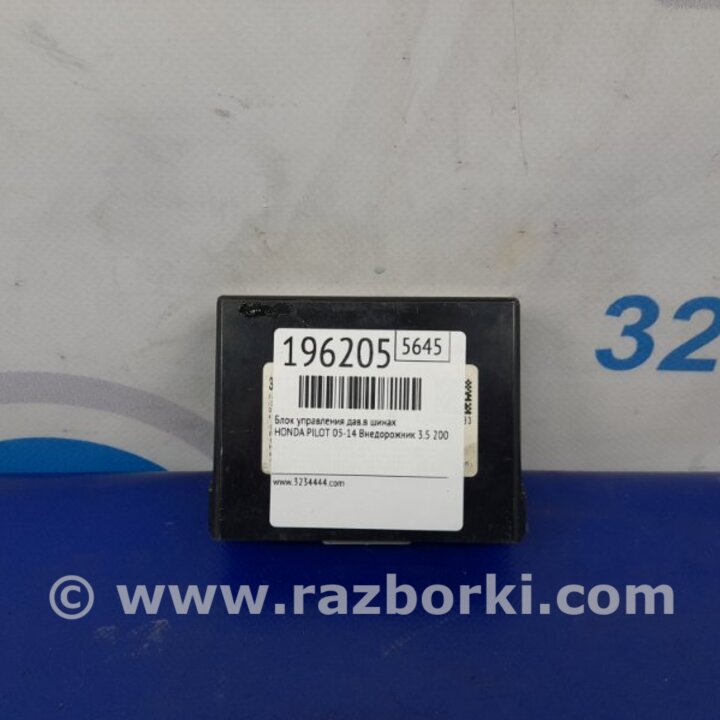 32
196205 5645
Блок управления дав.в шинах
HONDA PILOT 05-14 Внедорожник 3.5 200
www.3234444.com
© www.razborki.com